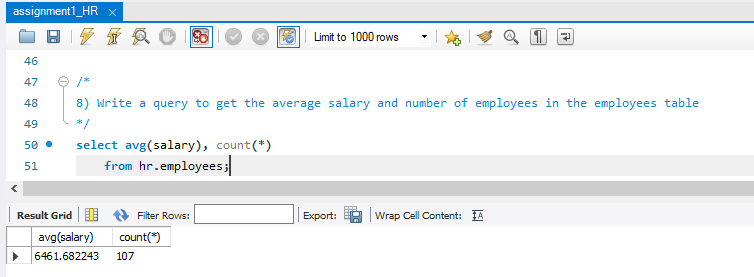 assignment1_HR
Limit to 1000 rows
46
47 /*
48 8) Write a query to get the average salary and number of employees in the employees table
49 */
50 select avg(salary), count(*)
51 from hr.employees;
Result Grid Filter Rows: Export: Wrap Cell Content:
avg(salary) count(*)
6461.682243 107